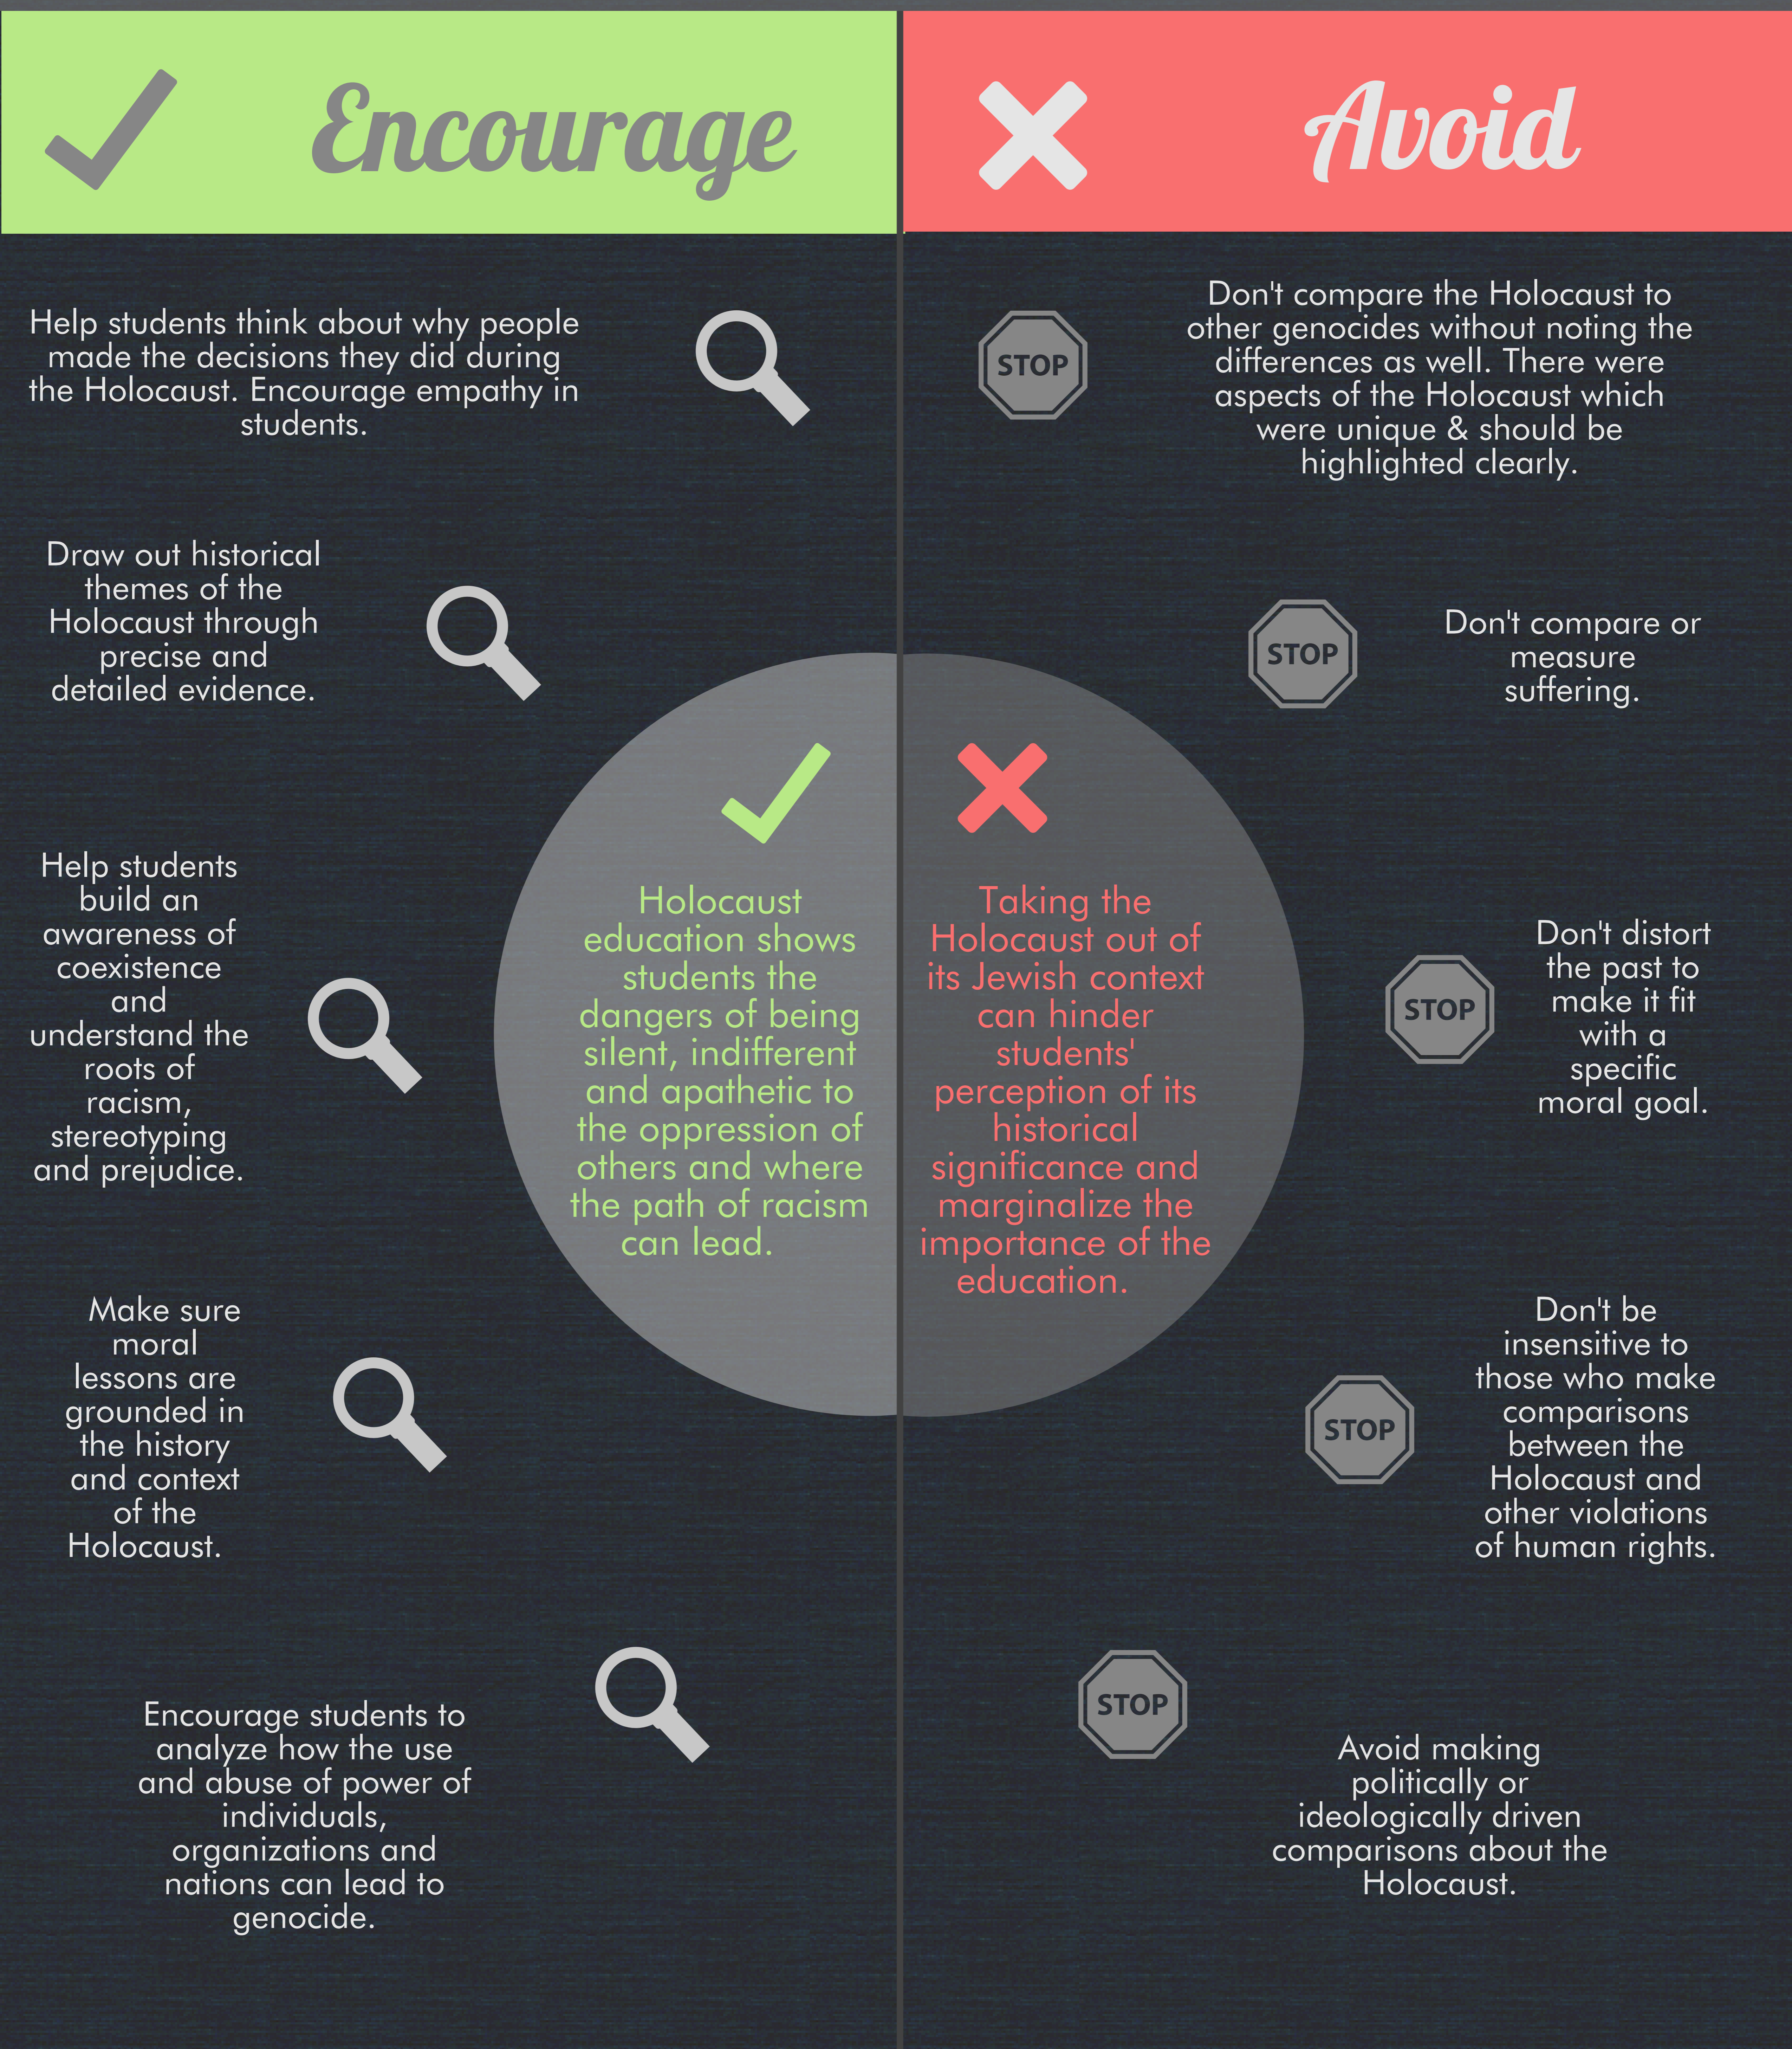 Encourage
Help students think about why people
made the decisions they did during
the Holocaust. Encourage empathy in
students.
Draw out historical
themes of the
Holocaust through
precise and
detailed evidence.
Help students
build an
awareness of
coexistence
and
understand the
roots of
racism,
stereotyping
and prejudice.
Make sure
moral
lessons are
grounded in
the history
and context
of the
Holocaust.
Encourage students to
analyze how the use
and abuse of power of
individuals,
organizations and
nations can lead to
genocide.
Holocaust
education shows
students the
dangers of being
silent, indifferent
and apathetic to
the oppression of
others and where
the path of racism
can lead.
Avoid
STOP
Don't compare the Holocaust to
other genocides without noting the
differences as well. There were
aspects of the Holocaust which
were unique & should be
highlighted clearly.
STOP
Don't compare or
measure
suffering.
Taking the
Holocaust out of
its Jewish context
can hinder
students'
perception of its
historical
significance and
marginalize the
importance of the
education.
STOP
Don't distort
the past to
make it fit
with a
specific
moral goal.
STOP
Don't be
insensitive to
those who make
comparisons
between the
Holocaust and
other violations
of human rights.
STOP
Avoid making
politically or
ideologically driven
comparisons about the
Holocaust.